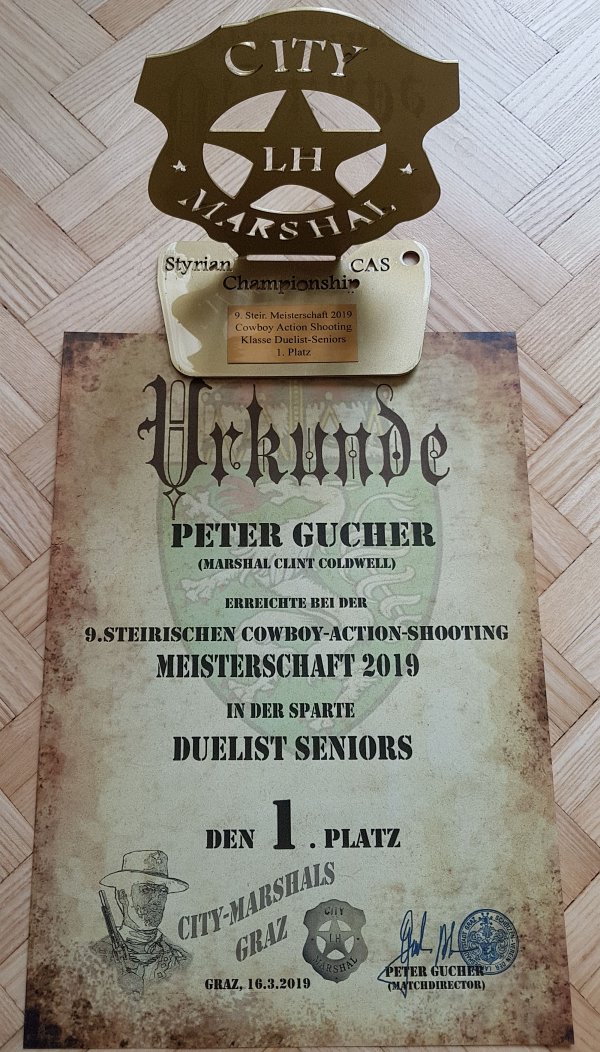 CITY
LH
MARSHAL
Styrian CAS
Championship
9. Steir. Meisterschaft 2019
Cowboy Action Shooting
Klasse Duelist-Seniors
1. Platz
Urkunde
PETER GUCHER
(MARSHAL CLINT COLDWELL)
ERREICHTE BEI DER
9.STEIRISCHEN COWBOY-ACTION-SHOOTING
MEISTERSCHAFT 2019
IN DER SPARTE
DUELIST SENIORS
DEN 1. PLATZ
CITY-MARSHALS
GRAZ
CITY
LH
MARSHAL
GRAZ, 16.3.2019
PETER GUCHER
(MATCHDIRECTOR)